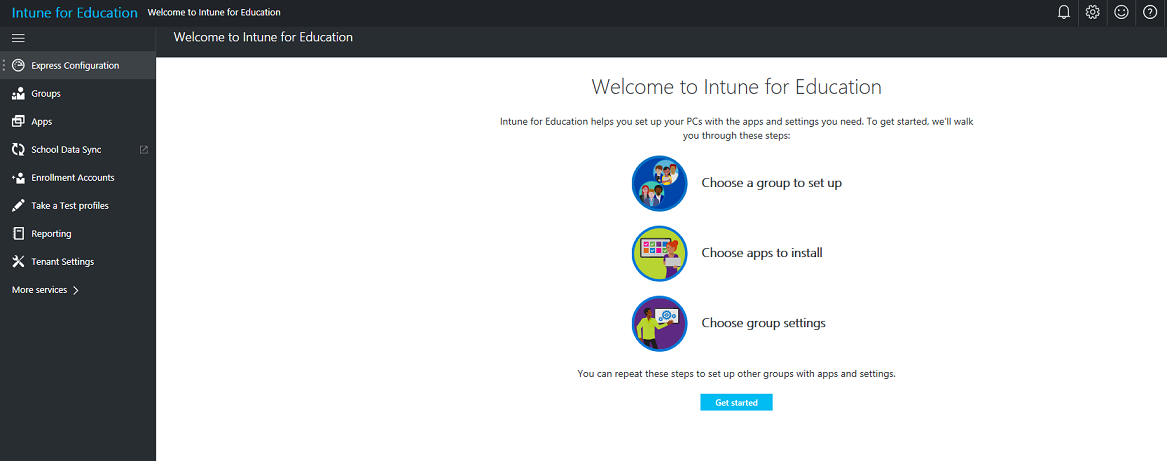 Intune for Education Welcome to Intune for Education
Welcome to Intune for Education
Express Configuration
Groups
Apps
School Data Sync
Enrollment Accounts
Take a Test profiles
Reporting
Tenant Settings
More services
Welcome to Intune for Education
Intune for Education helps you set up your PCs with the apps and settings you need. To get started, we'll walk
you through these steps:
Choose a group to set up
Choose apps to install
Choose group settings
You can repeat these steps to set up other groups with apps and settings.
Get started